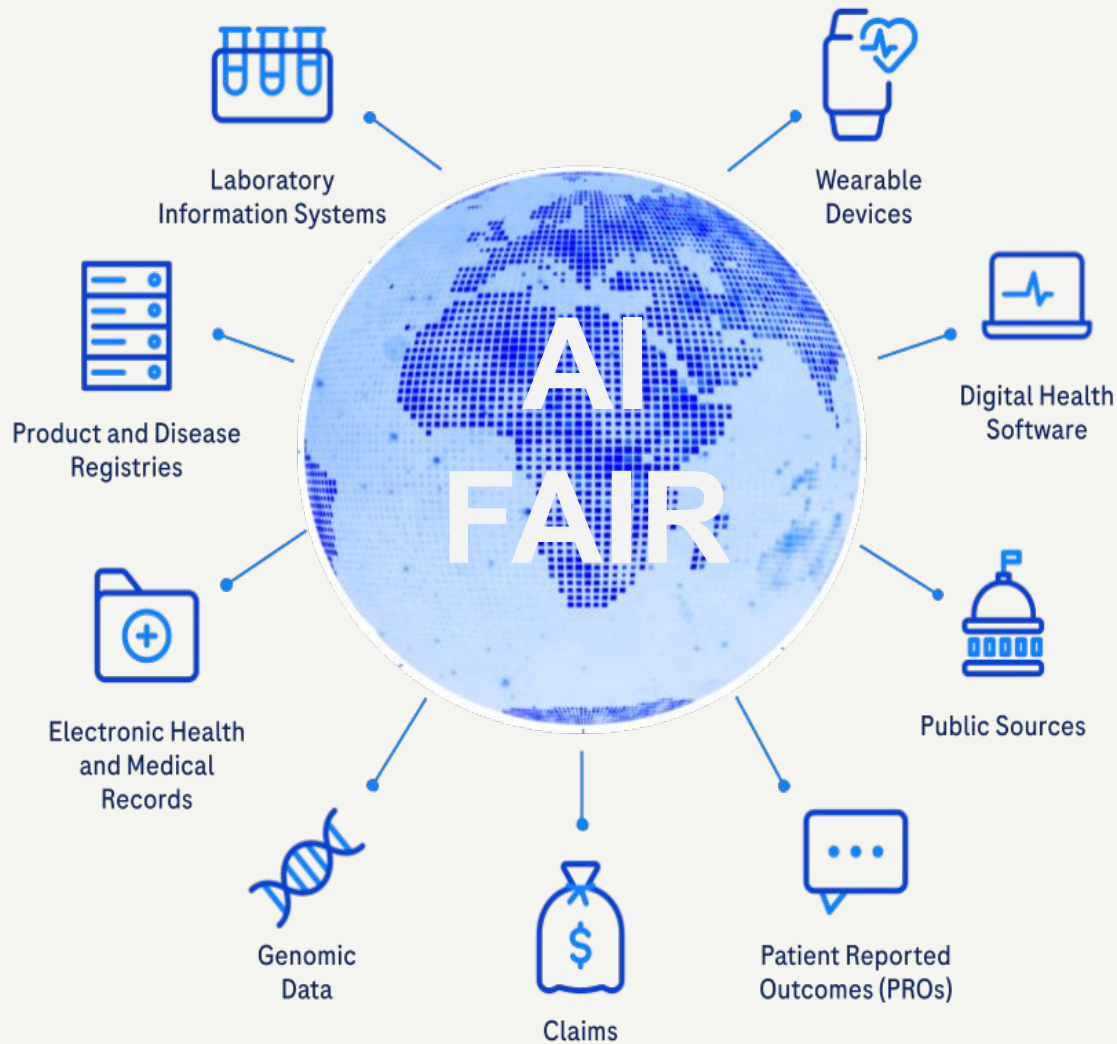 Laboratory
Information Systems
Wearable
Devices
AI
FAIR
Product and Disease
Registries
Digital Health
Software
Electronic Health
and Medical
Records
Public Sources
Genomic
Data
$
Claims
Patient Reported
Outcomes (PROs)